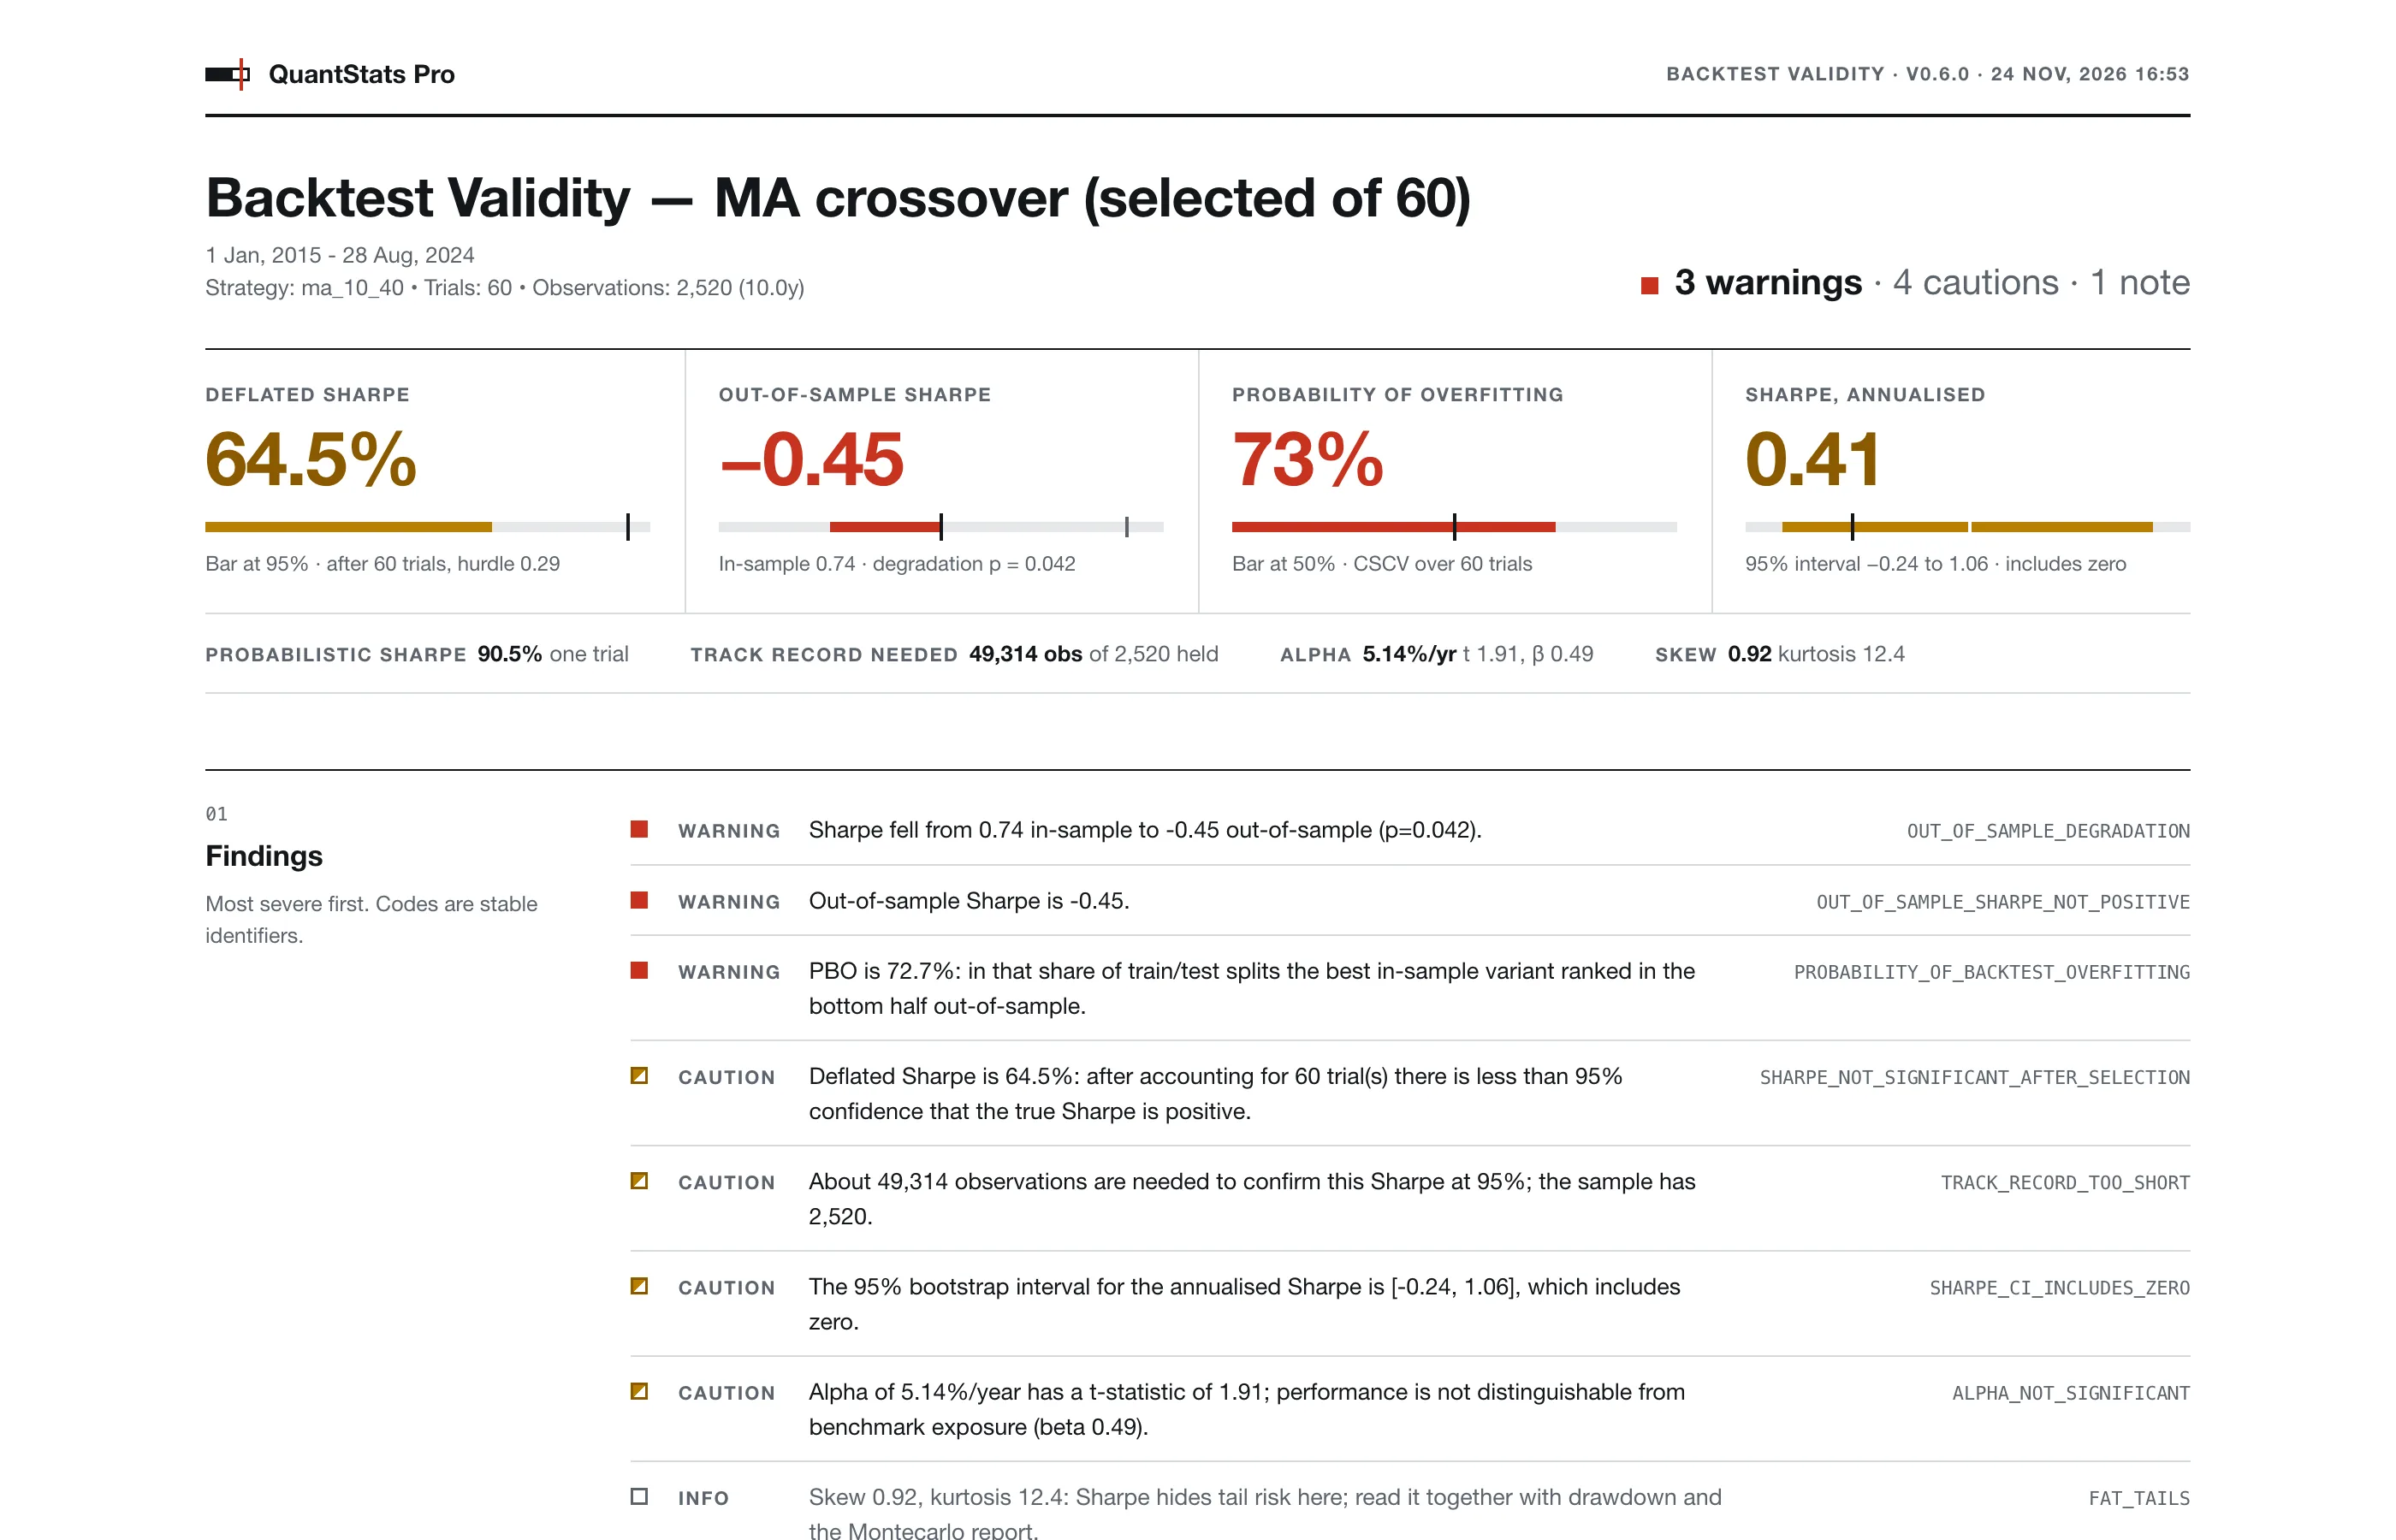 QuantStats Pro
BACKTEST VALIDITY · V0.6.0 · 24 NOV, 2026 16:53
Backtest Validity — MA crossover (selected of 60)
1 Jan, 2015 - 28 Aug, 2024
Strategy: ma_10_40 • Trials: 60 • Observations: 2,520 (10.0y)
3 warnings · 4 cautions · 1 note
DEFLATED SHARPE
64.5%
Bar at 95% · after 60 trials, hurdle 0.29
OUT-OF-SAMPLE SHARPE
−0.45
In-sample 0.74 · degradation p = 0.042
PROBABILITY OF OVERFITTING
73%
Bar at 50% · CSCV over 60 trials
SHARPE, ANNUALISED
0.41
95% interval −0.24 to 1.06 · includes zero
PROBABILISTIC SHARPE 90.5% one trial
TRACK RECORD NEEDED 49,314 obs of 2,520 held
ALPHA 5.14%/yr t 1.91, β 0.49
SKEW 0.92 kurtosis 12.4
01
Findings
Most severe first. Codes are stable
identifiers.
WARNING Sharpe fell from 0.74 in-sample to -0.45 out-of-sample (p=0.042). OUT_OF_SAMPLE_DEGRADATION
WARNING Out-of-sample Sharpe is -0.45. OUT_OF_SAMPLE_SHARPE_NOT_POSITIVE
WARNING PBO is 72.7%: in that share of train/test splits the best in-sample variant ranked in the PROBABILITY_OF_BACKTEST_OVERFITTING
bottom half out-of-sample.
CAUTION Deflated Sharpe is 64.5%: after accounting for 60 trial(s) there is less than 95% SHARPE_NOT_SIGNIFICANT_AFTER_SELECTION
confidence that the true Sharpe is positive.
CAUTION About 49,314 observations are needed to confirm this Sharpe at 95%; the sample has TRACK_RECORD_TOO_SHORT
2,520.
CAUTION The 95% bootstrap interval for the annualised Sharpe is [-0.24, 1.06], which includes SHARPE_CI_INCLUDES_ZERO
zero.
CAUTION Alpha of 5.14%/year has a t-statistic of 1.91; performance is not distinguishable from ALPHA_NOT_SIGNIFICANT
benchmark exposure (beta 0.49).
INFO Skew 0.92, kurtosis 12.4: Sharpe hides tail risk here; read it together with drawdown and FAT_TAILS
the Montecarlo report.